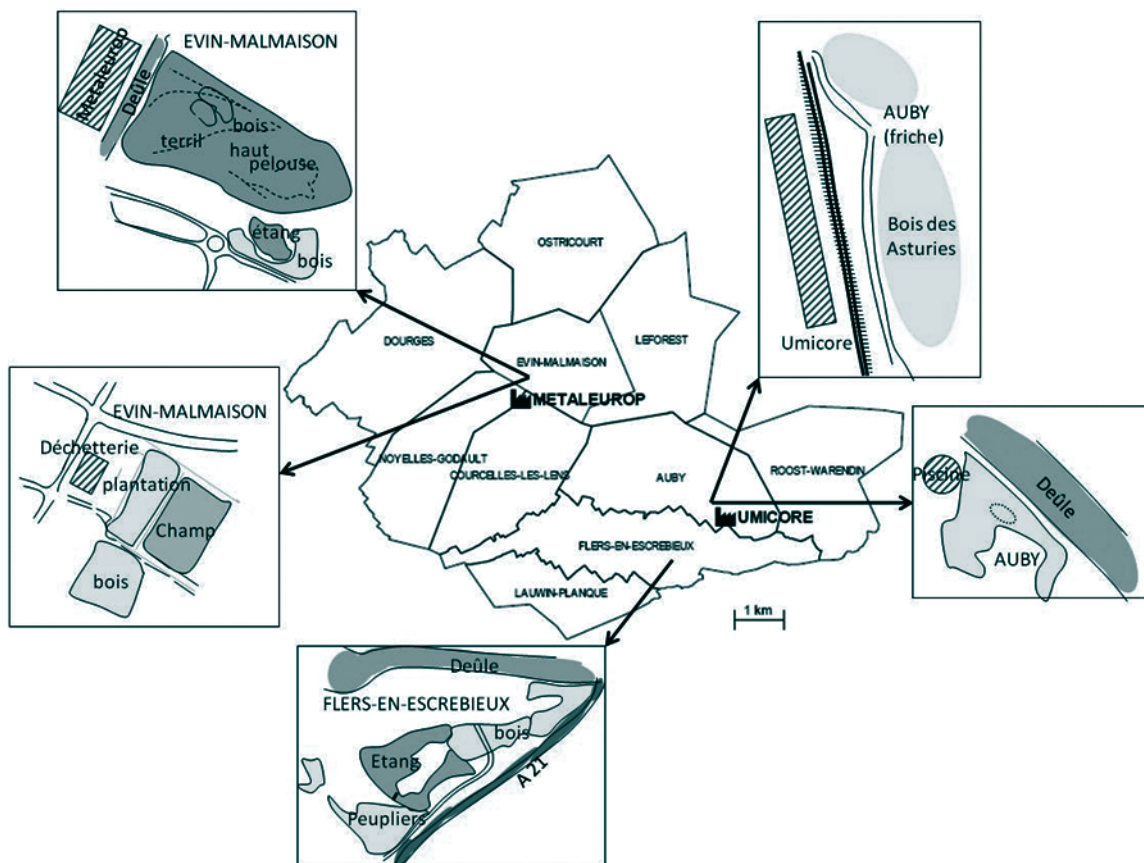 EVIN-MALMAISON
Metaleurop
Deûle
bois
terril
haut
pelouse
étang
bois
AUBY
(friche)
Bois des
Asturies
Umicore
OSTRICOURT
DOURGES
LEFOREST
EVIN-MALMAISON
METALEUROP
NOYELLES-GODAULT
COURCELLES-LES-LENS
AUBY
ROOST-WARENDIN
UMICORE
FLERS-EN-ESCREBIEUX
LAUWIN-PLANQUE
1 km
EVIN-MALMAISON
Déchetterie
plantation
Champ
bois
Piscine
Deûle
AUBY
Deûle
FLERS-EN-ESCREBIEUX
bois
Etang
A 21
Peupliers